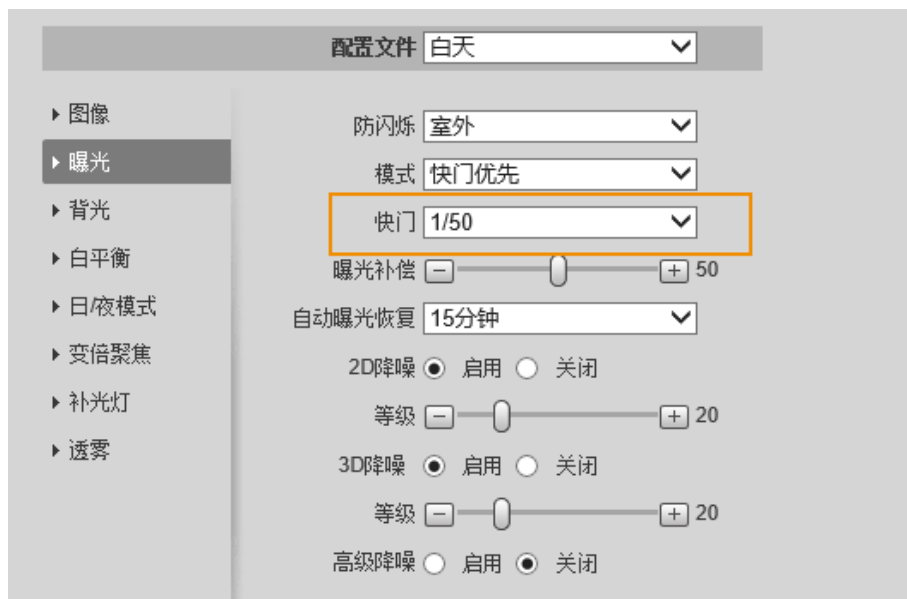 配置文件 白天
图像
曝光
背光
白平衡
日/夜模式
变倍聚焦
补光灯
透雾
防闪烁 室外
模式 快门优先
快门 1/50
曝光补偿 50
自动曝光恢复 15分钟
2D降噪 启用 关闭
等级 20
3D降噪 启用 关闭
等级 20
高级降噪 启用 关闭